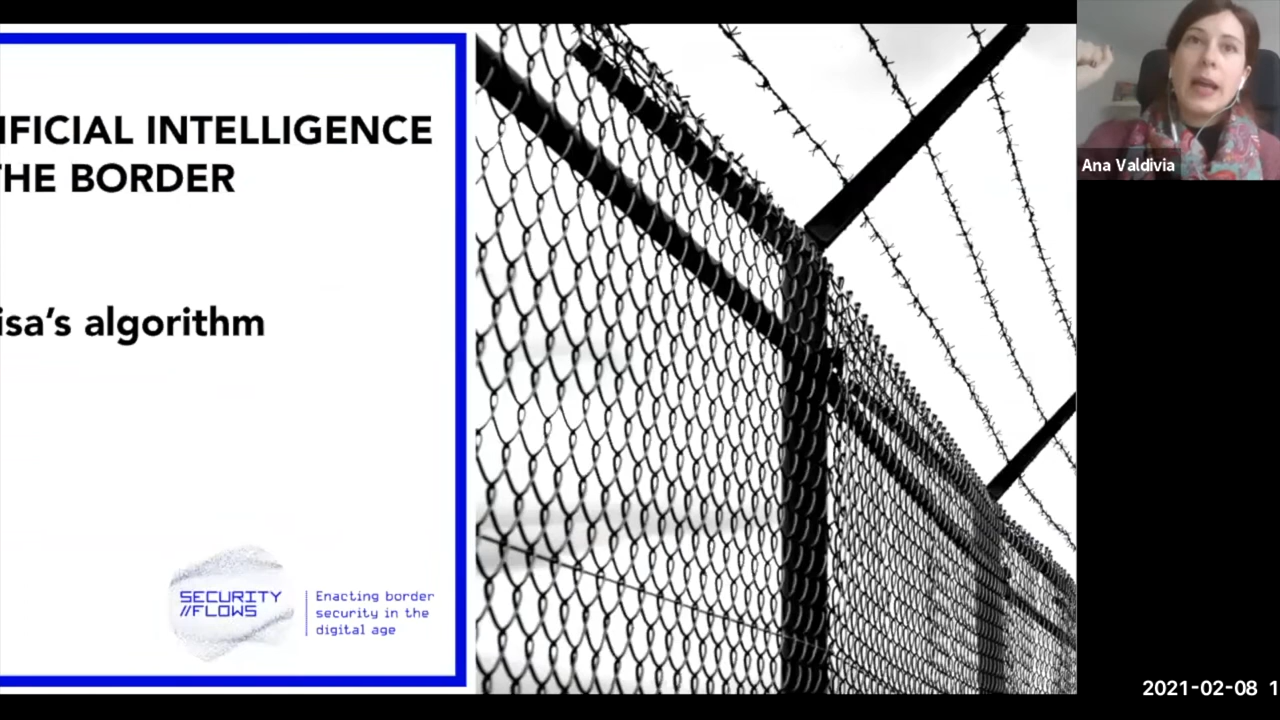 IFICIAL INTELLIGENCE
THE BORDER
isa's algorithm
SECURITY
//FLOWS
Enacting border
security in the
digital age
Ana Valdivia
2021-02-08 1